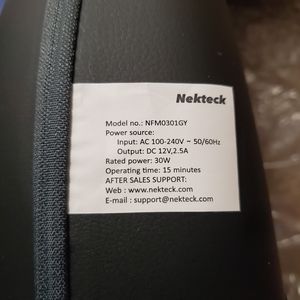 Nekteck
Model no.: NFM0301GY
Power source:
Input: AC 100-240V ~ 50/60Hz
Output: DC 12V,2.5A
Rated power: 30W
Operating time: 15 minutes
AFTER SALES SUPPORT:
Web : www.nekteck.com
E-mail : support@nekteck.com